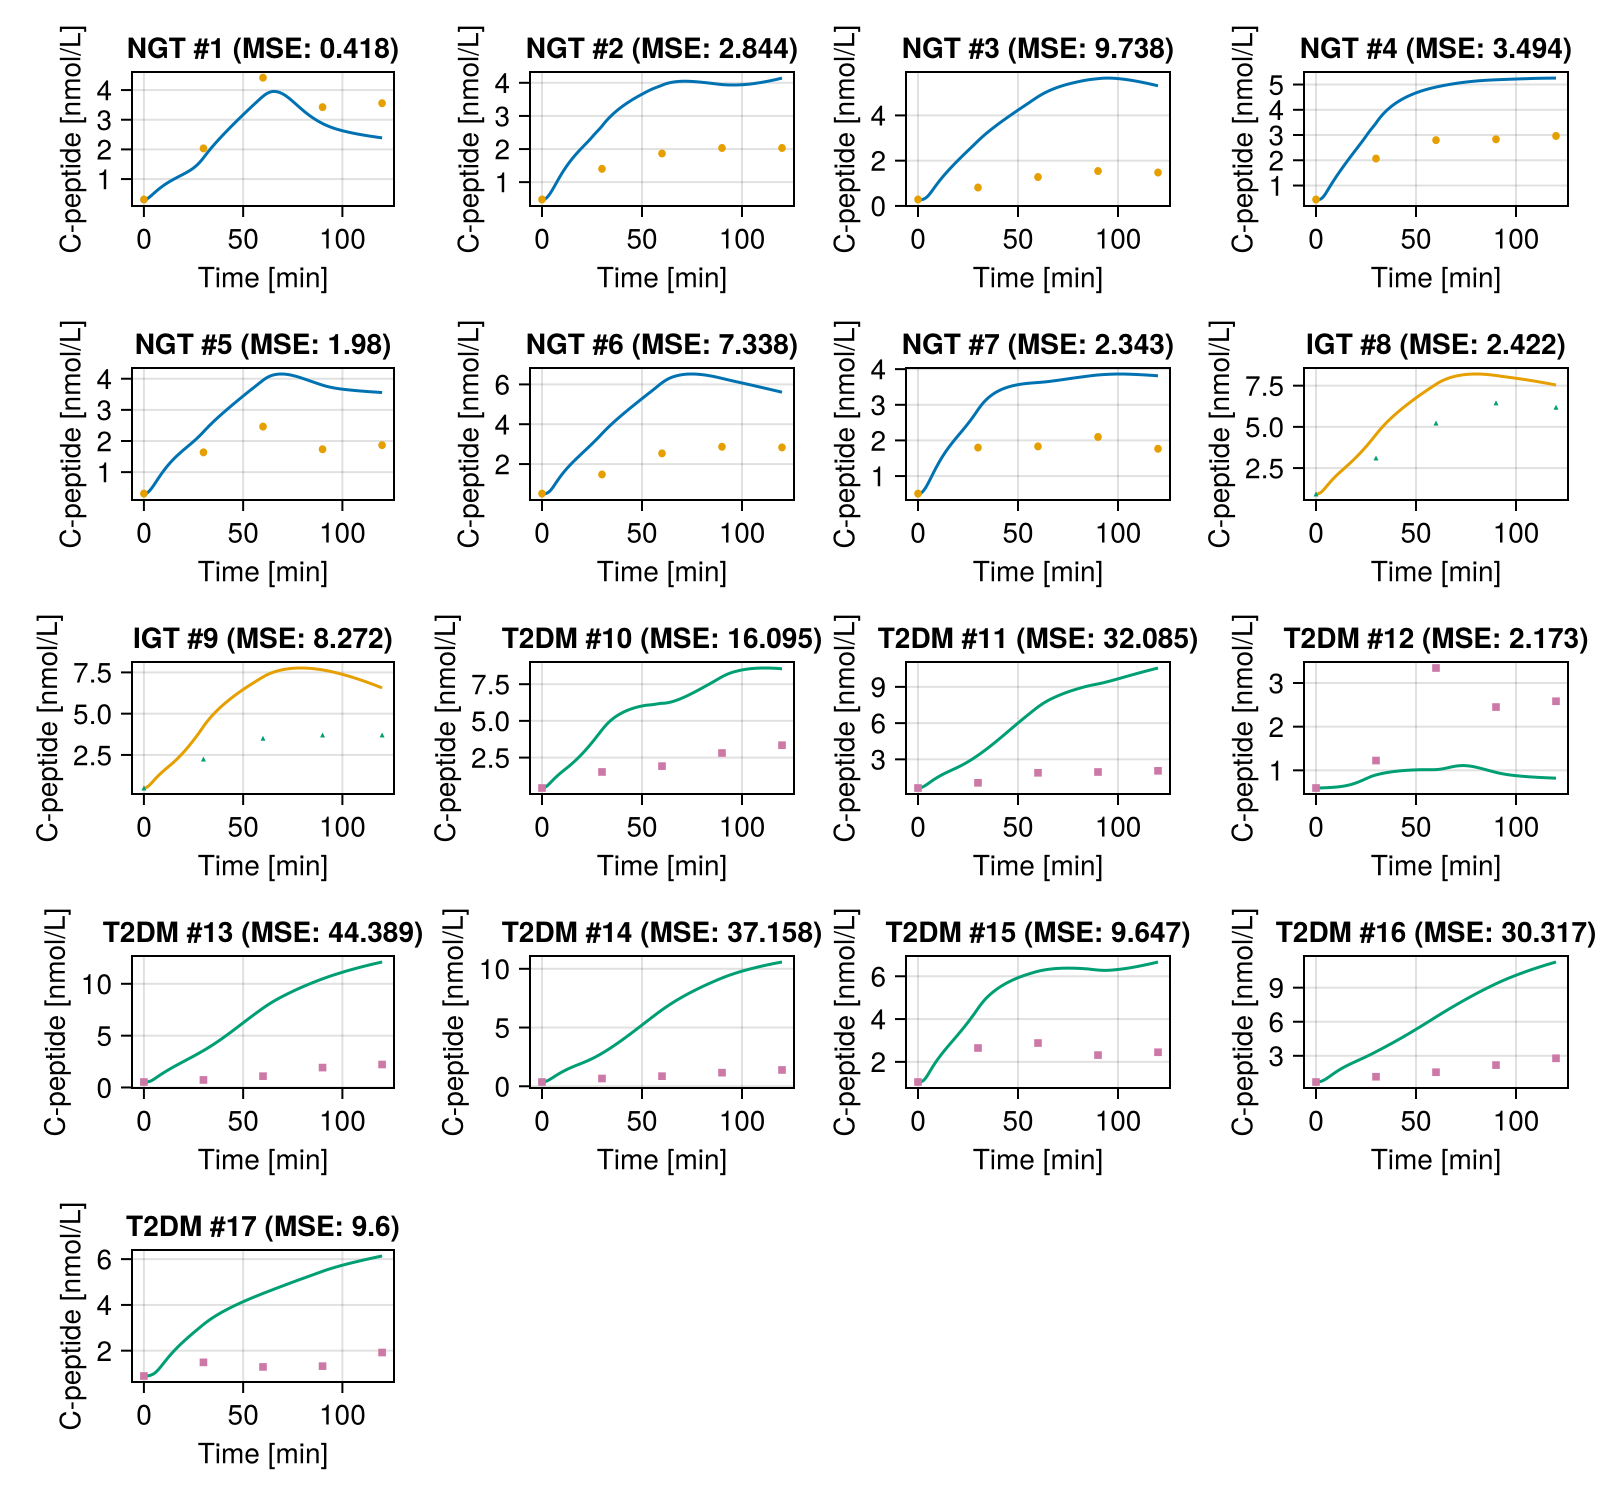 NGT #1 (MSE: 0.418)
C-peptide [nmol/L]
4
3
2
1
0 50 100
Time [min]
NGT #2 (MSE: 2.844)
C-peptide [nmol/L]
4
3
2
1
0 50 100
Time [min]
NGT #3 (MSE: 9.738)
C-peptide [nmol/L]
4
2
0
0 50 100
Time [min]
NGT #4 (MSE: 3.494)
C-peptide [nmol/L]
5
4
3
2
1
0 50 100
Time [min]
NGT #5 (MSE: 1.98)
C-peptide [nmol/L]
4
3
2
1
0 50 100
Time [min]
NGT #6 (MSE: 7.338)
C-peptide [nmol/L]
6
4
2
0 50 100
Time [min]
NGT #7 (MSE: 2.343)
C-peptide [nmol/L]
4
3
2
1
0 50 100
Time [min]
IGT #8 (MSE: 2.422)
C-peptide [nmol/L]
7.5
5.0
2.5
0 50 100
Time [min]
IGT #9 (MSE: 8.272)
C-peptide [nmol/L]
7.5
5.0
2.5
0 50 100
Time [min]
T2DM #10 (MSE: 16.095)
C-peptide [nmol/L]
7.5
5.0
2.5
0 50 100
Time [min]
T2DM #11 (MSE: 32.085)
C-peptide [nmol/L]
9
6
3
0 50 100
Time [min]
T2DM #12 (MSE: 2.173)
C-peptide [nmol/L]
3
2
1
0 50 100
Time [min]
T2DM #13 (MSE: 44.389)
C-peptide [nmol/L]
10
5
0
0 50 100
Time [min]
T2DM #14 (MSE: 37.158)
C-peptide [nmol/L]
10
5
0
0 50 100
Time [min]
T2DM #15 (MSE: 9.647)
C-peptide [nmol/L]
6
4
2
0 50 100
Time [min]
T2DM #16 (MSE: 30.317)
C-peptide [nmol/L]
9
6
3
0 50 100
Time [min]
T2DM #17 (MSE: 9.6)
C-peptide [nmol/L]
6
4
2
0 50 100
Time [min]